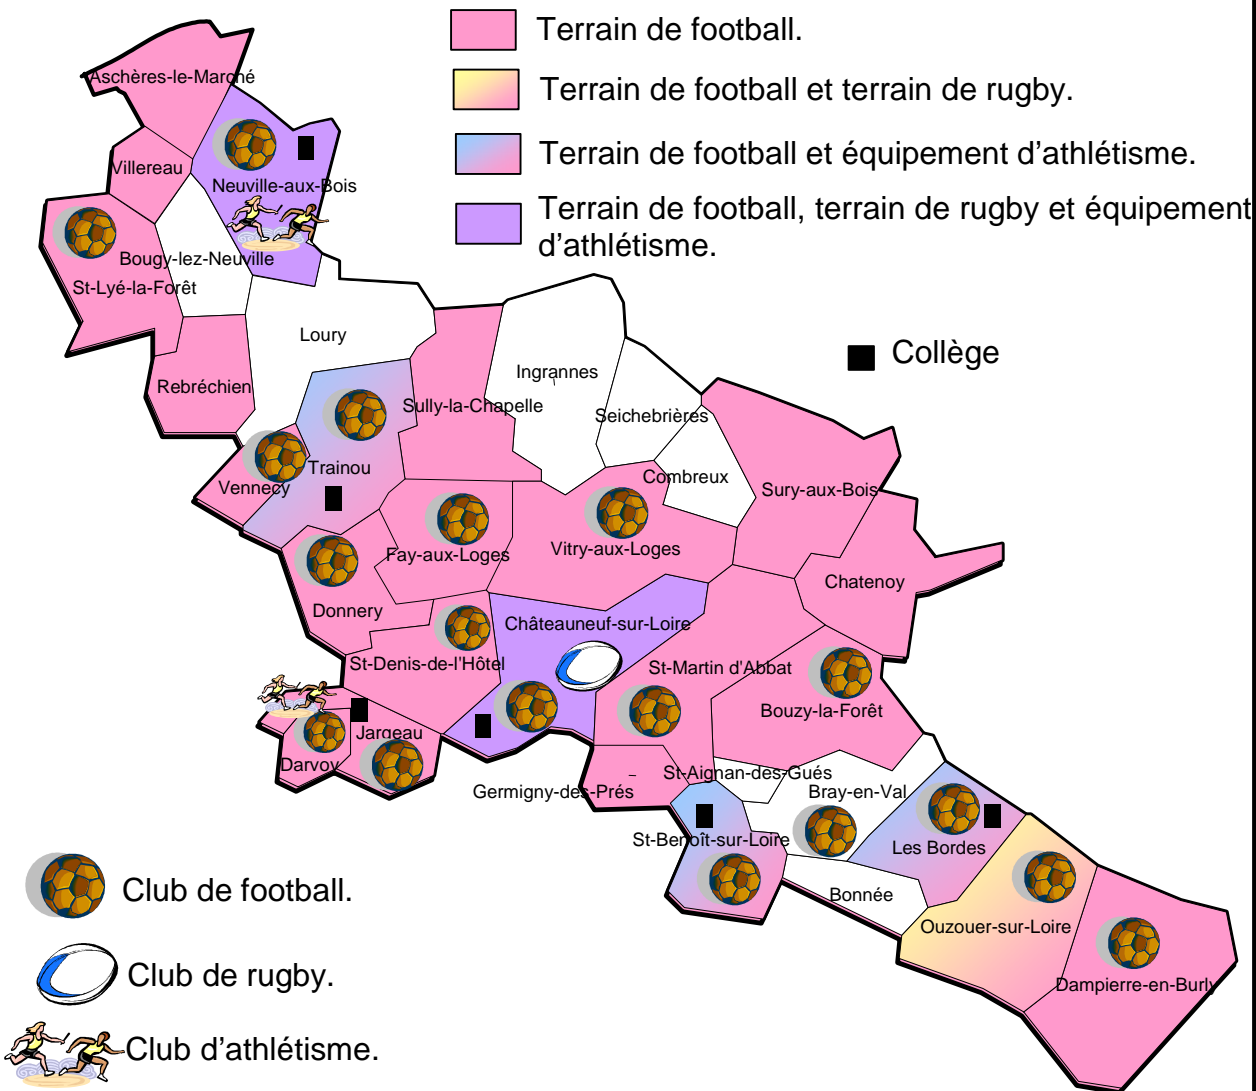 Terrain de football.
Terrain de football et terrain de rugby.
Terrain de football et équipement d'athlétisme.
Terrain de football, terrain de rugby et équipement
d'athlétisme.
Aschères-le-Marché
Villereau
Neuville-aux-Bois
Bougy-lez-Neuville
St-Lyé-la-Forêt
Loury
Collège
Rebréchien
Ingrannes
Sully-la-Chapelle
Seichebrières
Trainou
Vennecy
Combreux
Sury-aux-Bois
Fay-aux-Loges
Vitry-aux-Loges
Chatenoy
Donnery
Châteauneuf-sur-Loire
St-Denis-de-l'Hôtel
St-Martin d'Abbat
Bouzy-la-Forêt
Jargeau
Darvoy
St-Aignan-des-Gués
Germigny-des-Prés
Bray-en-Val
St-Benoît-sur-Loire
Les Bordes
Bonnée
Ouzouer-sur-Loire
Dampierre-en-Burly
Club de football.
Club de rugby.
Club d'athlétisme.